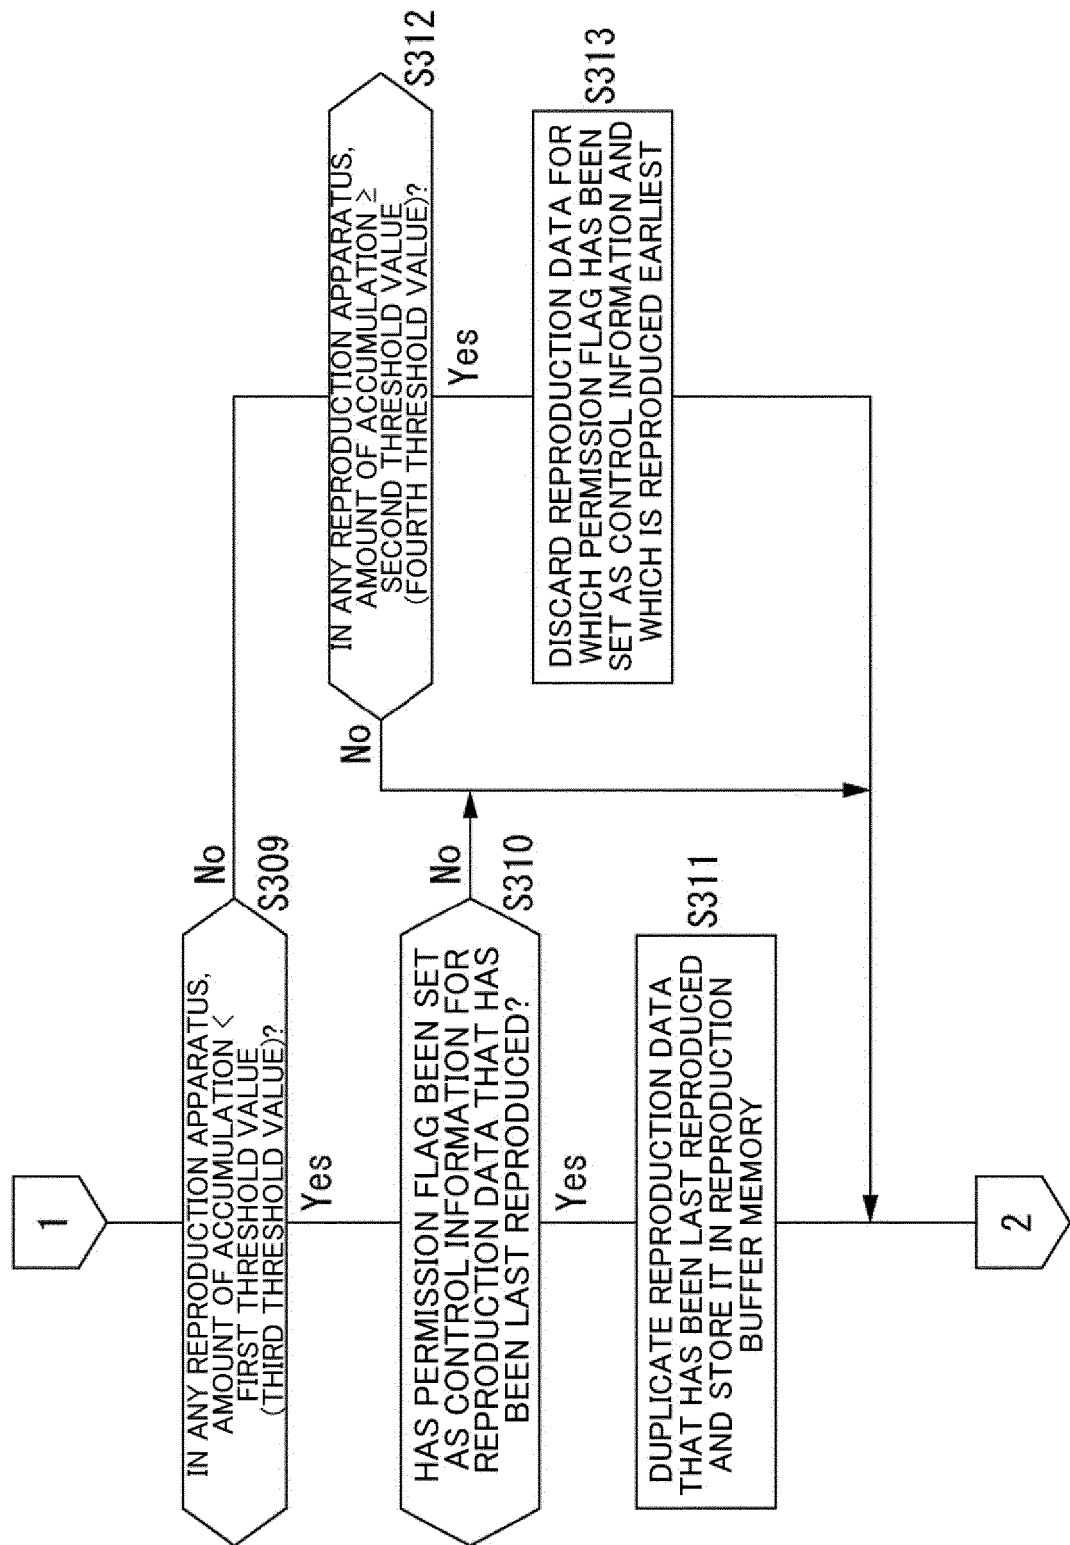 1
IN ANY REPRODUCTION APPARATUS,
AMOUNT OF ACCUMULATION <
FIRST THRESHOLD VALUE
(THIRD THRESHOLD VALUE)?
S309
No
Yes
HAS PERMISSION FLAG BEEN SET
AS CONTROL INFORMATION FOR
REPRODUCTION DATA THAT HAS
BEEN LAST REPRODUCED?
S310
No
Yes
DUPLICATE REPRODUCTION DATA
THAT HAS BEEN LAST REPRODUCED
AND STORE IT IN REPRODUCTION
BUFFER MEMORY
S311
IN ANY REPRODUCTION APPARATUS,
AMOUNT OF ACCUMULATION ≥
SECOND THRESHOLD VALUE
(FOURTH THRESHOLD VALUE)?
S312
No
Yes
DISCARD REPRODUCTION DATA FOR
WHICH PERMISSION FLAG HAS BEEN
SET AS CONTROL INFORMATION AND
WHICH IS REPRODUCED EARLIEST
S313
2